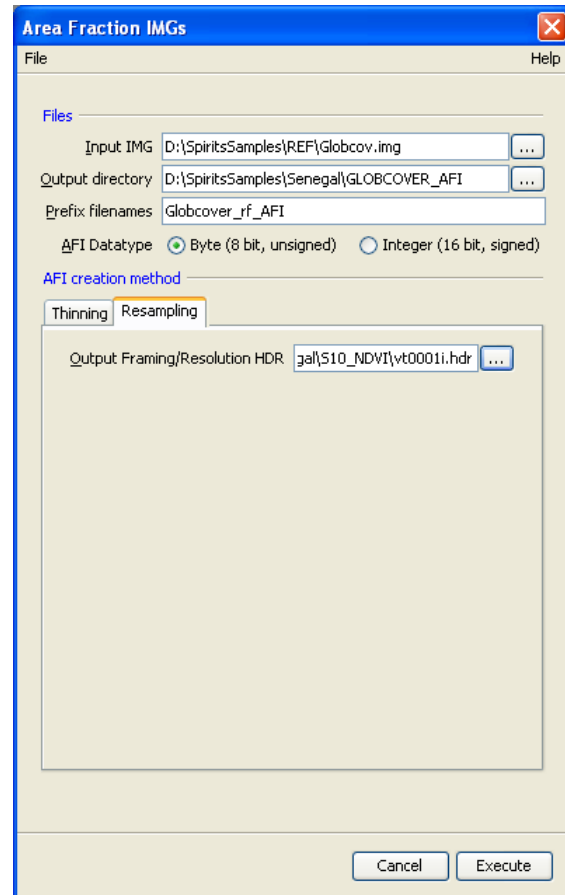 Area Fraction IMGs
File Help
Files
Input IMG D:\SpiritsSamples\REF\Globcov.img ...
Output directory D:\SpiritsSamples\Senegal\GLOBCOVER_AFI ...
Prefix filenames Globcover_rf_AFI
AFI Datatype Byte (8 bit, unsigned) Integer (16 bit, signed)
AFI creation method
Thinning Resampling
Output Framing/Resolution HDR gal\S10_NDVI\vt0001i.hdr ...
Cancel Execute